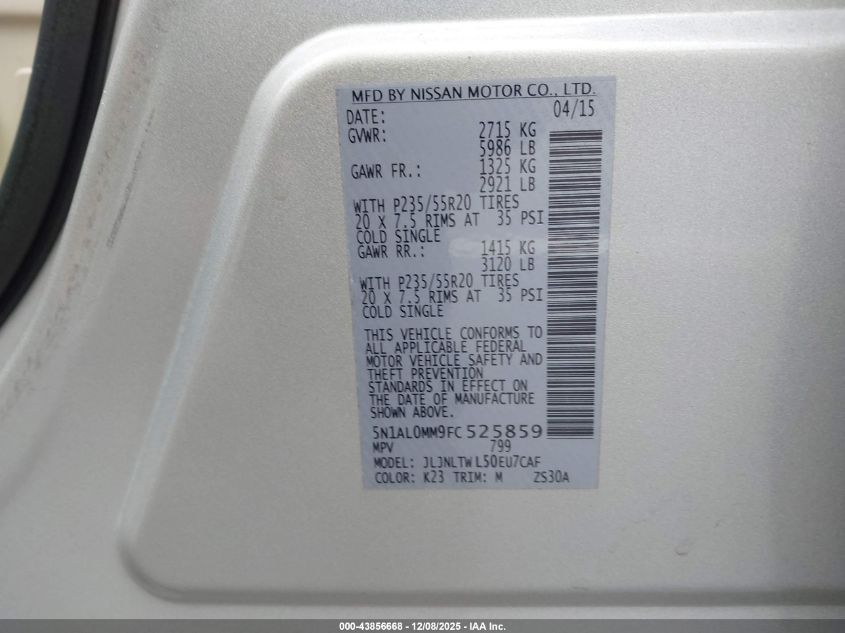 MFD BY NISSAN MOTOR CO., LTD.
DATE: 04/15
GVWR: 2715 KG
5986 LB
GAWR FR.: 1325 KG
2921 LB
WITH P235/55R20 TIRES
20 X 7.5 RIMS AT 35 PSI
COLD SINGLE
GAWR RR.: 1415 KG
3120 LB
WITH P235/55R20 TIRES
20 X 7.5 RIMS AT 35 PSI
COLD SINGLE
THIS VEHICLE CONFORMS TO
ALL APPLICABLE FEDERAL
MOTOR VEHICLE SAFETY AND
THEFT PREVENTION
STANDARDS IN EFFECT ON
THE DATE OF MANUFACTURE
SHOWN ABOVE.
5N1AL0MM9FC525859
MPV 799
MODEL: JLJNLTWL50EU7CAF
COLOR: K23 TRIM: M ZS30A
000-43856668 - 12/08/2025 - IAA Inc.